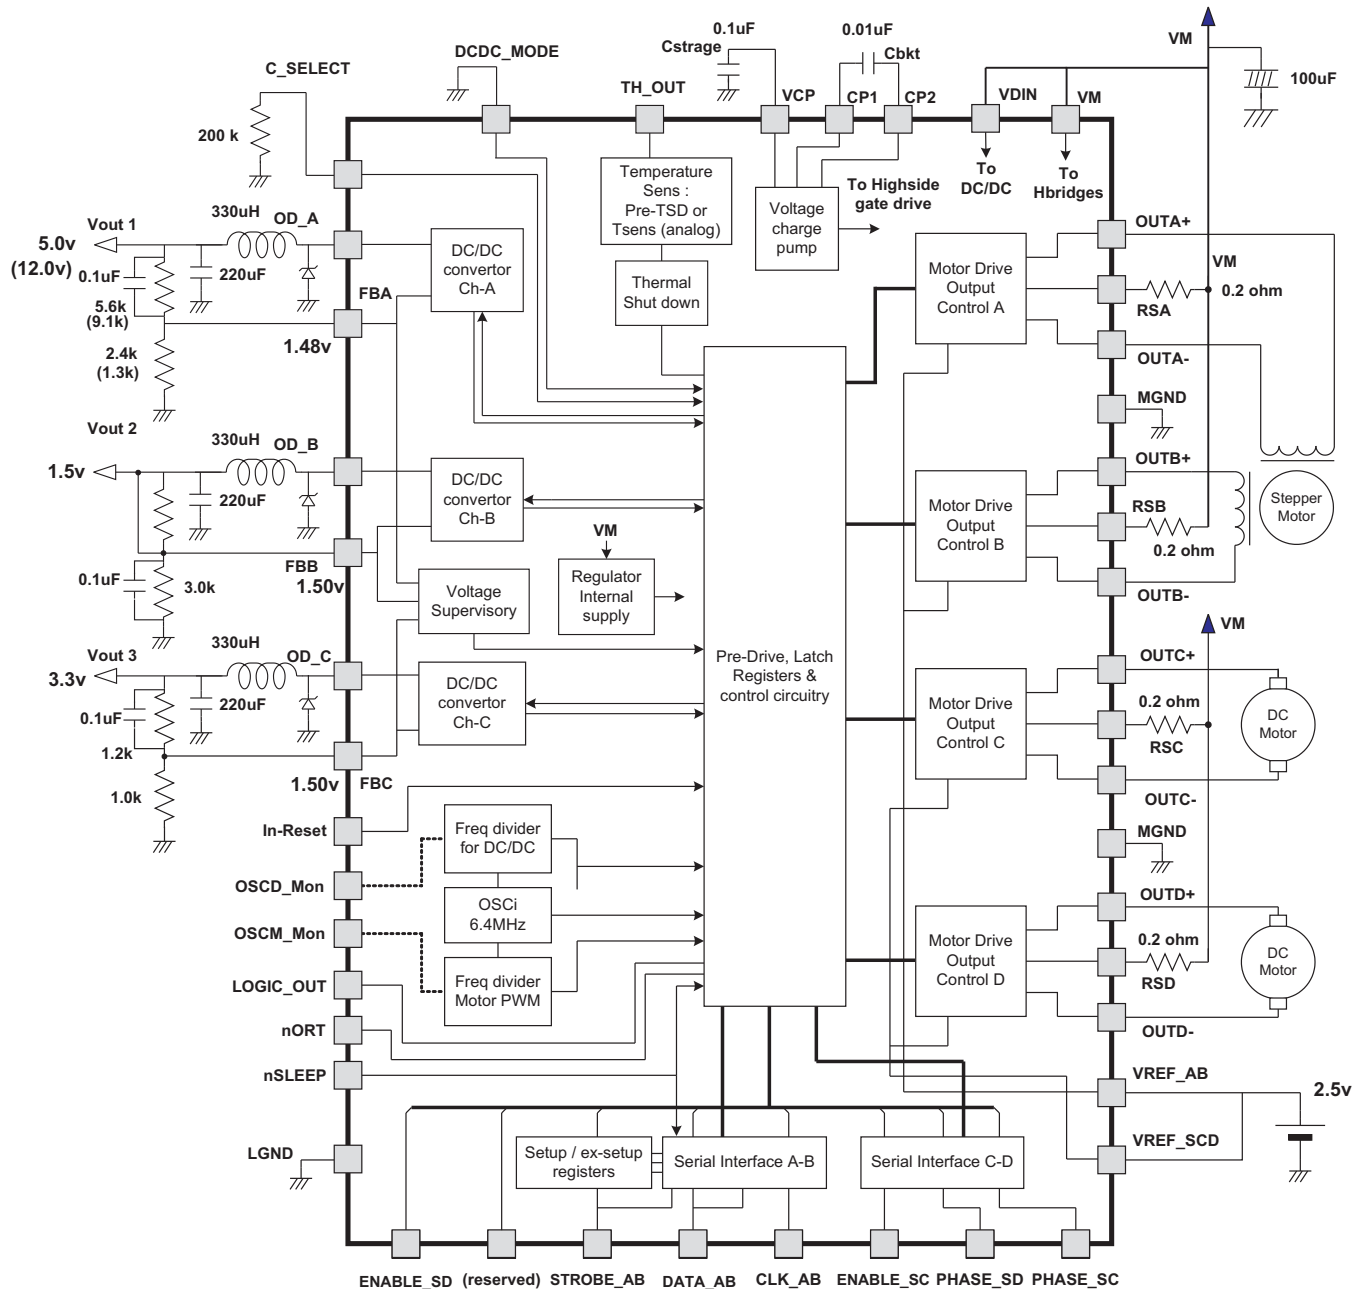 0.1uF
Cstrage
0.01uF
Cbkt
VM
100uF
DCDC_MODE
C_SELECT
TH_OUT
VCP
CP1
CP2
VDIN
VM
200 k
To
DC/DC
To
Hbridges
Temperature
Sens :
Pre-TSD or
Tsens (analog)
Voltage
charge
pump
To Highside
gate drive
Thermal
Shut down
Vout 1
5.0v
(12.0v)
330uH
OD_A
0.1uF
220uF
5.6k
(9.1k)
FBA
1.48v
2.4k
(1.3k)
DC/DC
convertor
Ch-A
Motor Drive
Output
Control A
OUTA+
VM
0.2 ohm
RSA
OUTA-
MGND
Vout 2
1.5v
330uH
OD_B
220uF
FBB
1.50v
0.1uF
3.0k
DC/DC
convertor
Ch-B
VM
Regulator
Internal
supply
Voltage
Supervisory
Motor Drive
Output
Control B
OUTB+
RSB
0.2 ohm
OUTB-
Stepper
Motor
Vout 3
3.3v
330uH
OD_C
0.1uF
220uF
1.2k
1.50v
FBC
1.0k
DC/DC
convertor
Ch-C
Pre-Drive, Latch
Registers &
control circuitry
Motor Drive
Output
Control C
VM
OUTC+
0.2 ohm
RSC
OUTC-
DC
Motor
MGND
In-Reset
OSCD_Mon
OSCM_Mon
LOGIC_OUT
nORT
nSLEEP
LGND
Freq divider
for DC/DC
OSCi
6.4MHz
Freq divider
Motor PWM
Motor Drive
Output
Control D
OUTD+
0.2 ohm
RSD
OUTD-
DC
Motor
VREF_AB
2.5v
VREF_SCD
Setup / ex-setup
registers
Serial Interface A-B
Serial Interface C-D
ENABLE_SD
(reserved)
STROBE_AB
DATA_AB
CLK_AB
ENABLE_SC
PHASE_SD
PHASE_SC